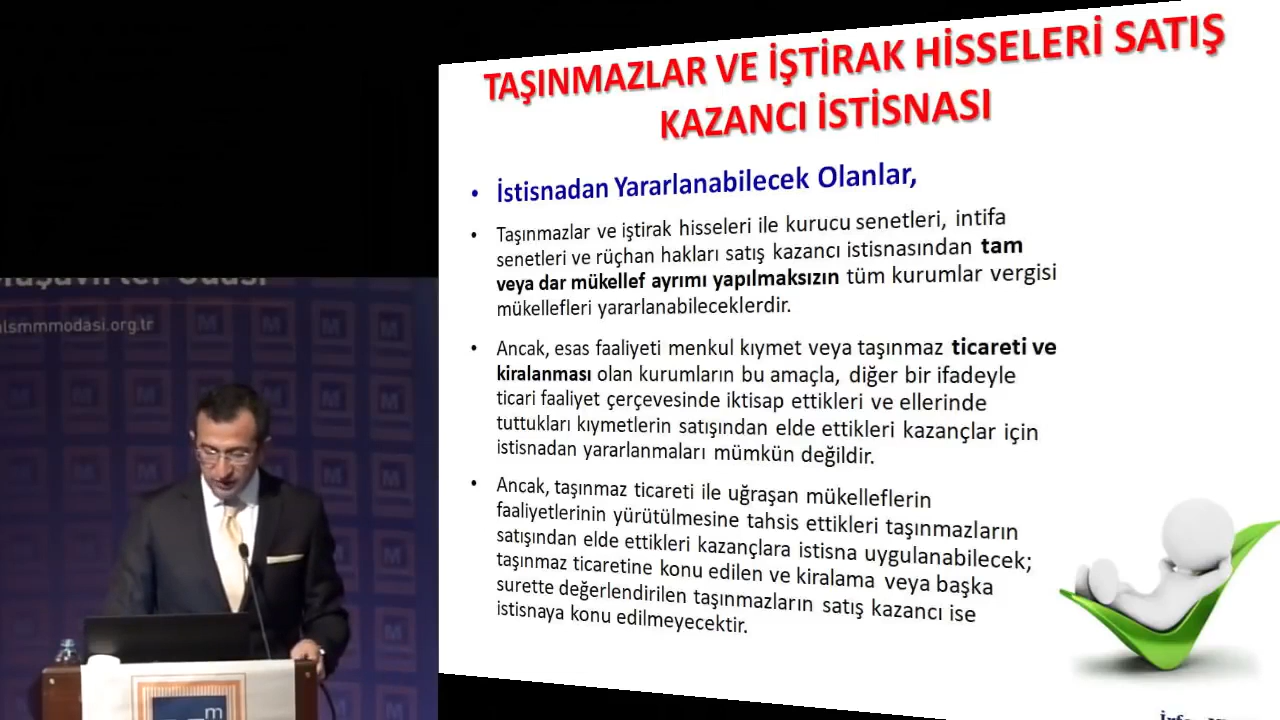 TAŞINMAZLAR VE İŞTİRAK HİSSELERİ SATIŞ
KAZANCI İSTİSNASI
• İstisnadan Yararlanabilecek Olanlar,
• Taşınmazlar ve iştirak hisseleri ile kurucu senetleri, intifa
senetleri ve rüçhan hakları satış kazancı istisnasından tam
veya dar mükellef ayrımı yapılmaksızın tüm kurumlar vergisi
mükellefleri yararlanabileceklerdir.
• Ancak, esas faaliyeti menkul kıymet veya taşınmaz ticareti ve
kiralanması olan kurumların bu amaçla, diğer bir ifadeyle
ticari faaliyet çerçevesinde iktisap ettikleri ve ellerinde
tuttukları kıymetlerin satışından elde ettikleri kazançlar için
istisnadan yararlanmaları mümkün değildir.
• Ancak, taşınmaz ticareti ile uğraşan mükelleflerin
faaliyetlerinin yürütülmesine tahsis ettikleri taşınmazların
satışından elde ettikleri kazançlara istisna uygulanabilecek;
taşınmaz ticaretine konu edilen ve kiralama veya başka
surette değerlendirilen taşınmazların satış kazancı ise
istisnaya konu edilmeyecektir.
alsmmmodasi.org.tr
m